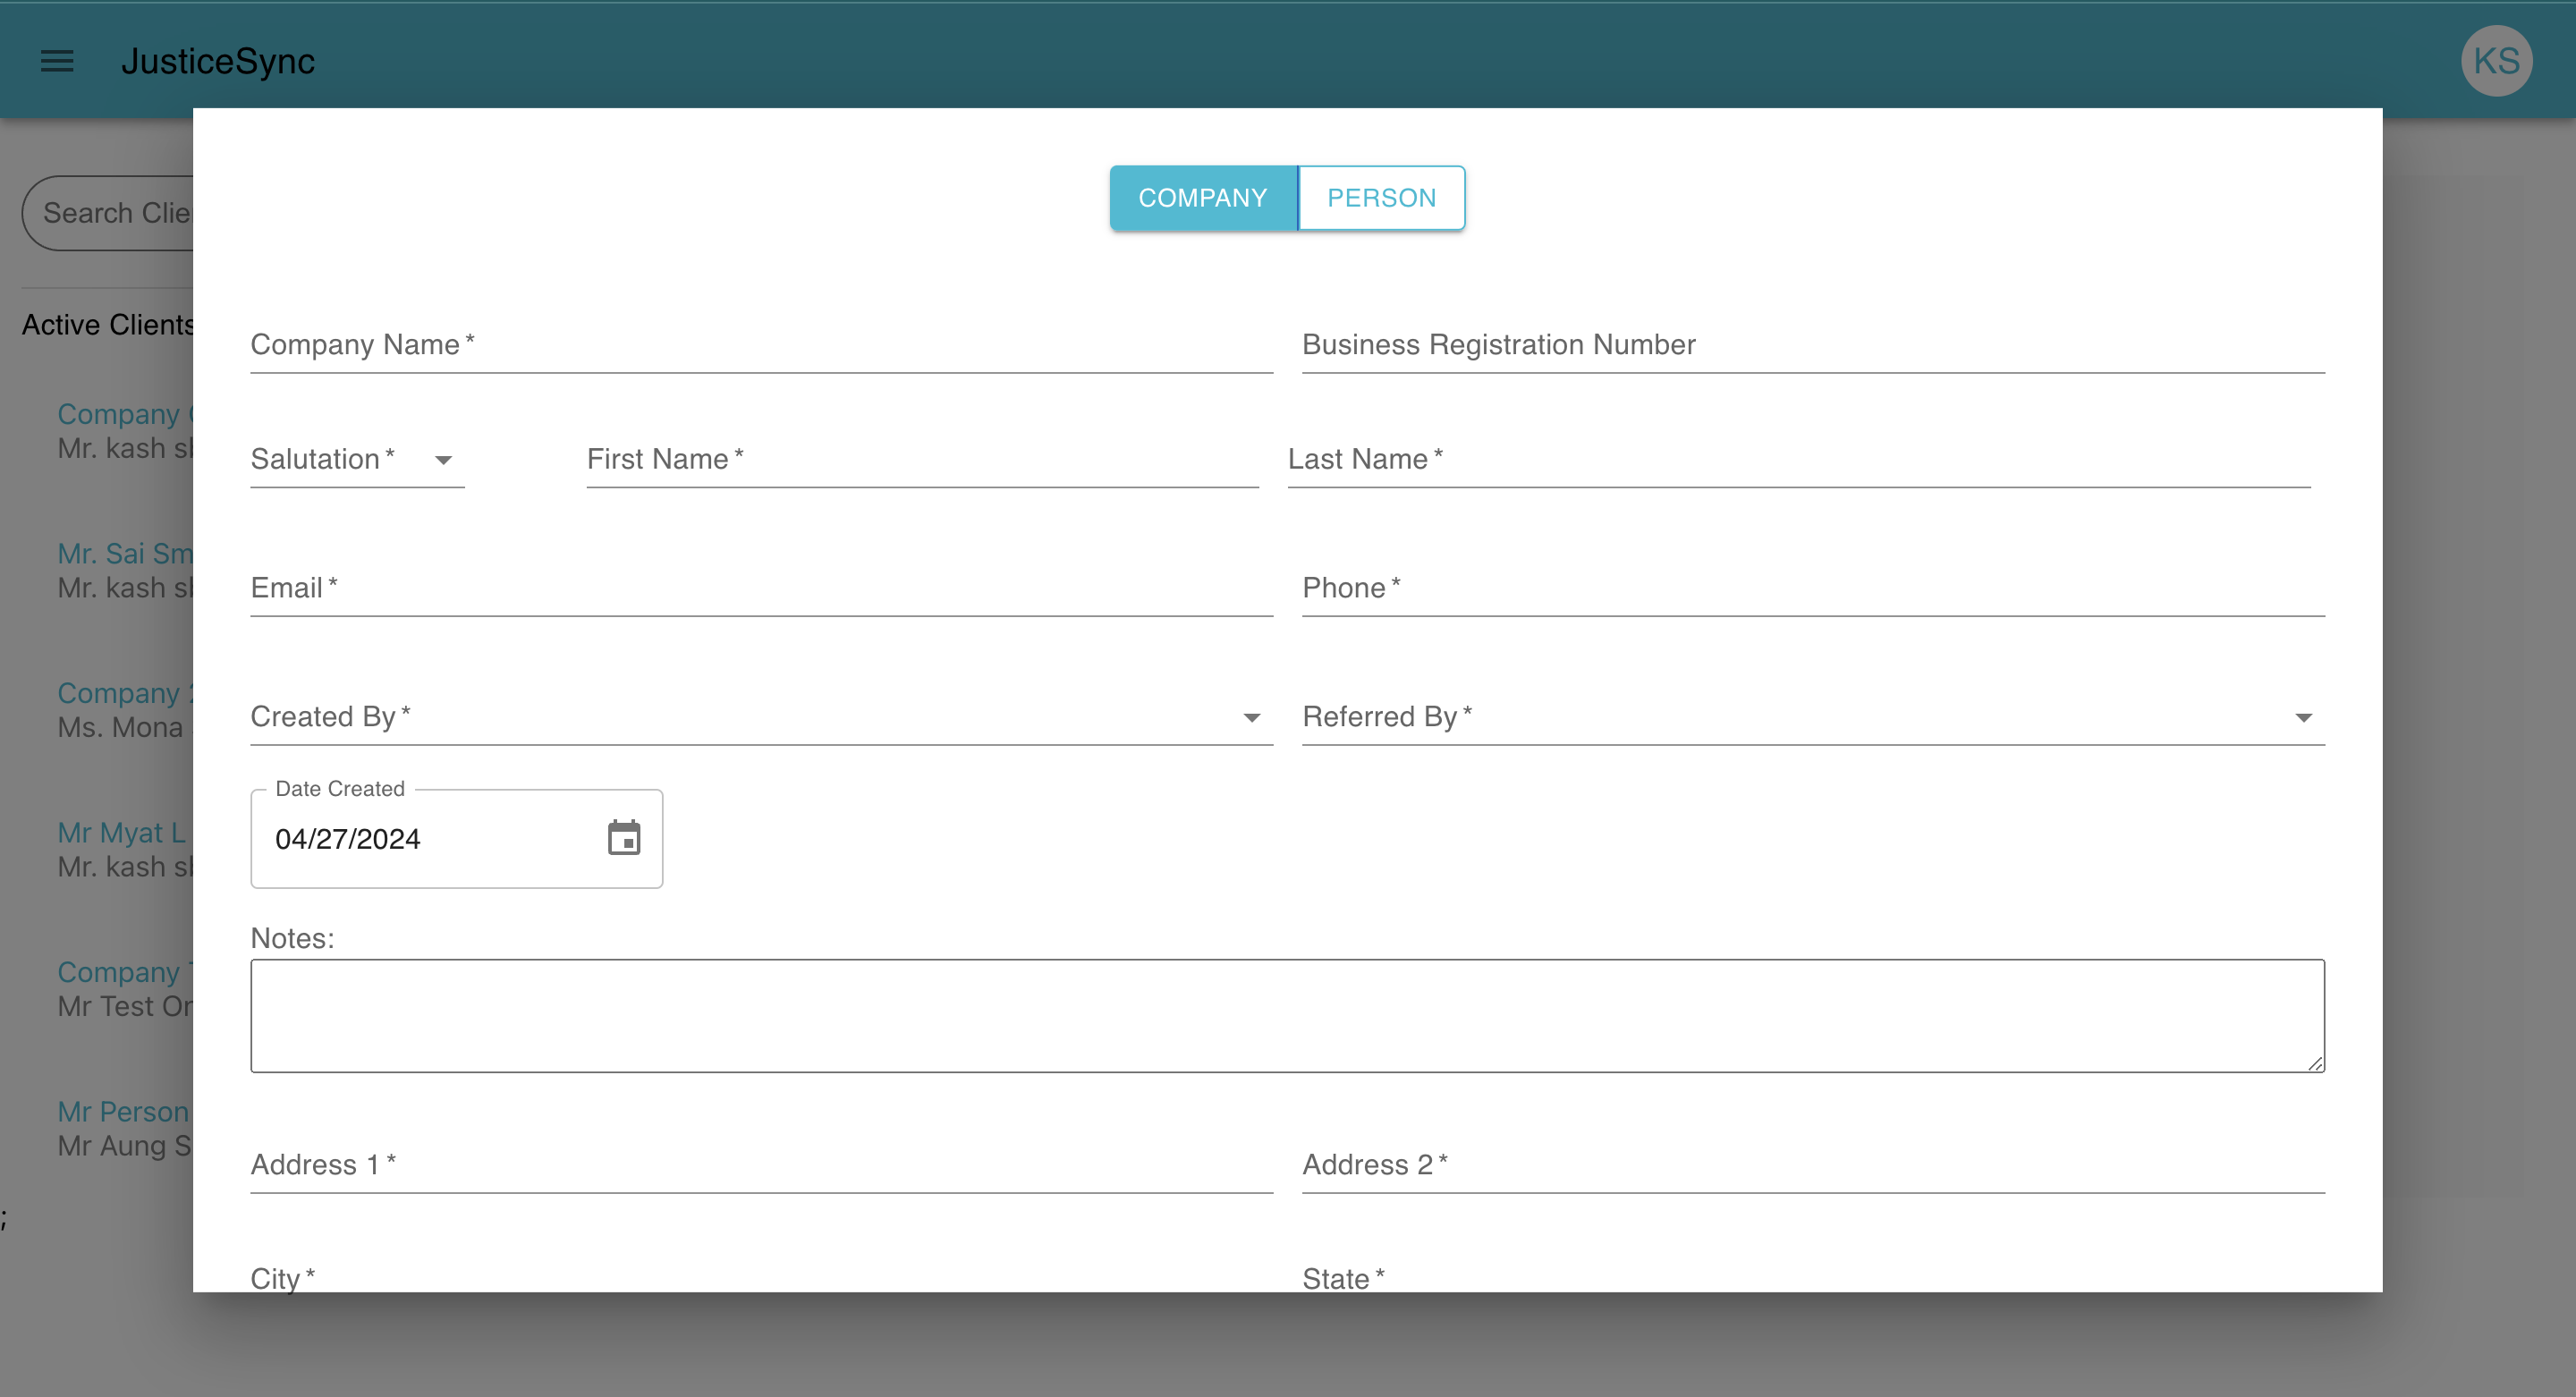 JusticeSync
KS
COMPANY PERSON
Search Clie
Active Clients
Company Name * Business Registration Number
Company
Mr. kash s
Salutation * First Name * Last Name *
Mr. Sai Sm
Mr. kash s
Email * Phone *
Company 2
Ms. Mona
Created By * Referred By *
Date Created
04/27/2024
Mr Myat L
Mr. kash s
Notes:
Company T
Mr Test Or
Mr Person
Mr Aung S
Address 1 * Address 2 *
;
City * State *